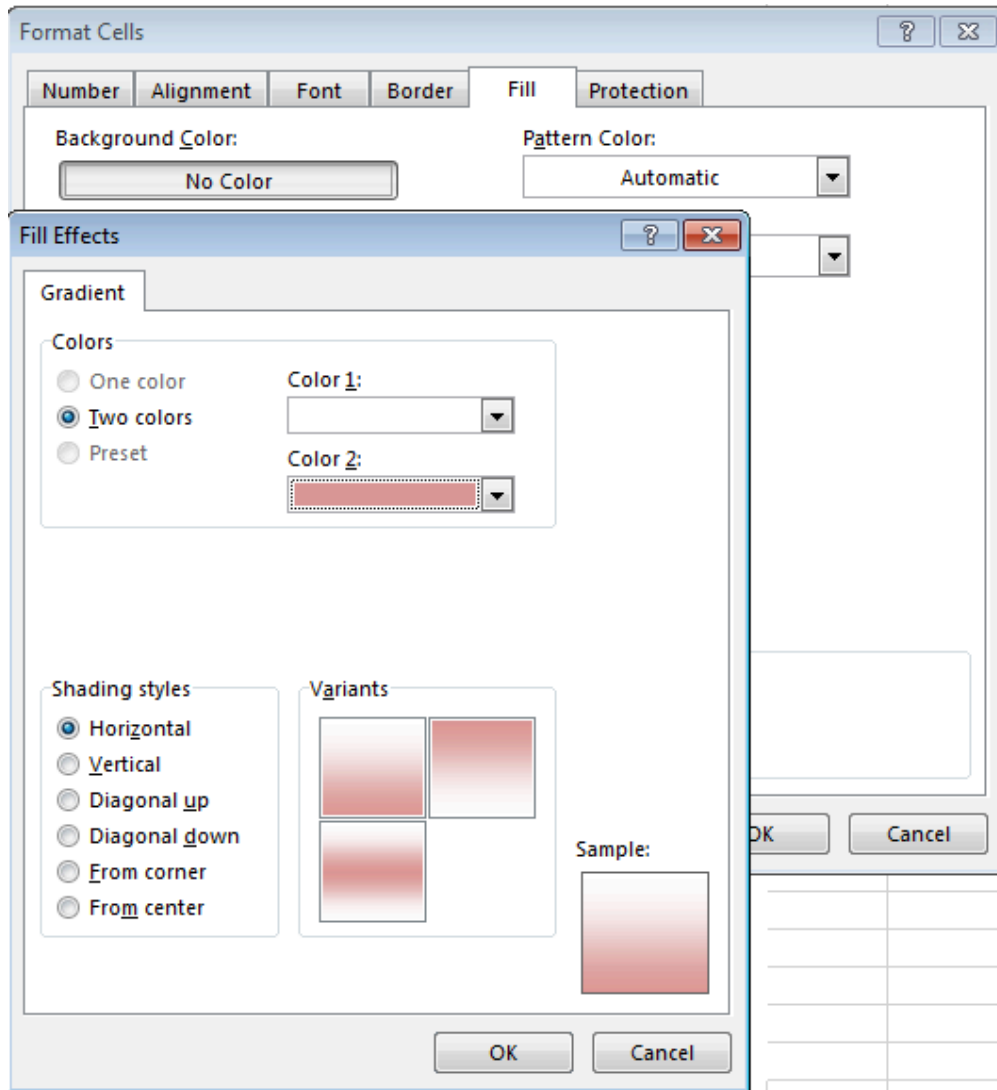 Format Cells
Number Alignment Font Border Fill Protection
Background Color: Pattern Color:
No Color Automatic
Fill Effects
Gradient
Colors
One color Color 1:
Two colors
Preset Color 2:
Shading styles Variants
Horizontal
Vertical
Diagonal up
Diagonal down
From corner
From center
Sample:
OK Cancel
OK Cancel